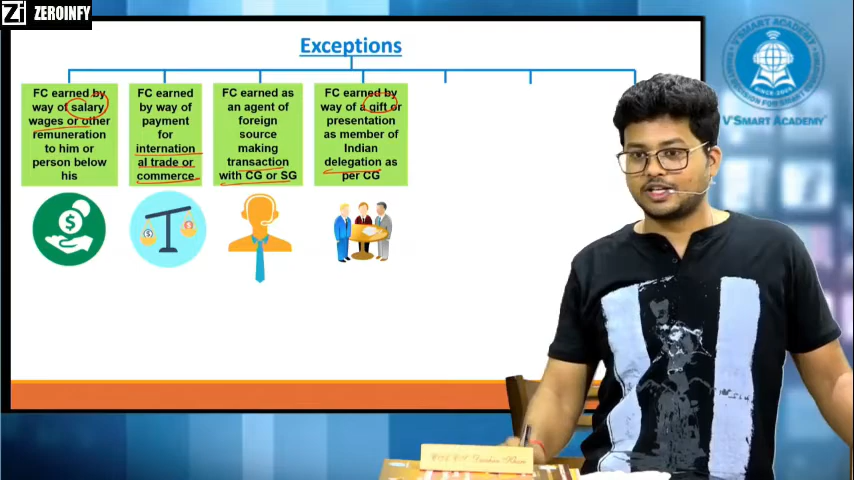 Zi ZEROINFY
Exceptions
FC earned by
way of salary
wages or other
remuneration
to him or
person below
his
FC earned
by way of
payment
for
internation
al trade or
commerce
FC earned as
an agent of
foreign
source
making
transaction
with CG or SG
FC earned by
way of a gift or
presentation
as member of
Indian
delegation as
per CG
V'SMART ACADEMY
SINCE-2004
V'SMART ACADEMY